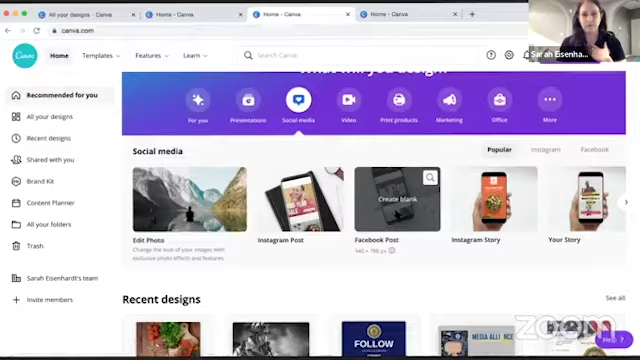 All your designs - Canva
Home - Canva
Home - Canva
Home - Canva
canva.com
Sarah Eisenha...
Canva
Home
Templates
Features
Learn
Search Canva
For you
Presentations
Social media
Video
Print products
Marketing
Office
More
Recommended for you
All your designs
Recent designs
Shared with you
Brand Kit
Content Planner
All your folders
Trash
Sarah Eisenhardt's team
Invite members
Social media
Popular
Instagram
Facebook
Create blank
Edit Photo
Change the look of your images with
exclusive photo effects and features.
Instagram Post
Facebook Post
940 × 788 px
Instagram Story
Your Story
Recent designs
See all
FOLLOW
zoom
Help ?